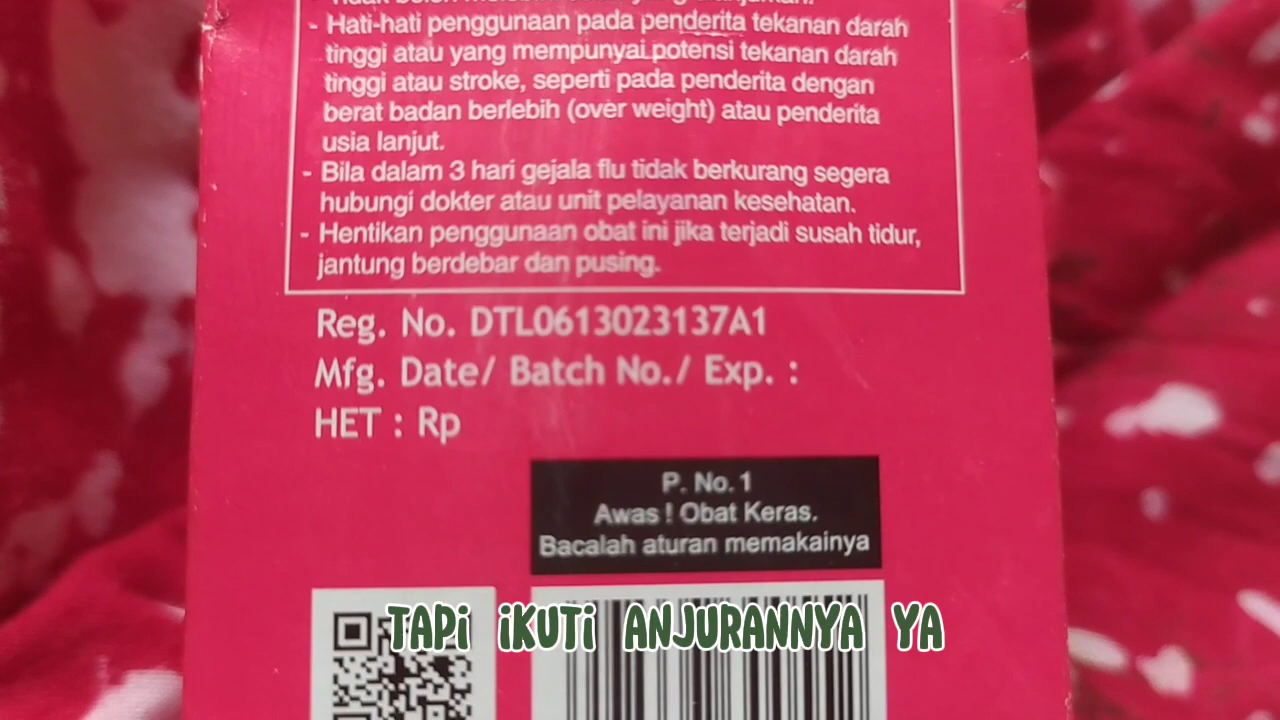 - Hati-hati penggunaan pada penderita tekanan darah
tinggi atau yang mempunyai potensi tekanan darah
tinggi atau stroke, seperti pada penderita dengan
berat badan berlebih (over weight) atau penderita
usia lanjut.
- Bila dalam 3 hari gejala flu tidak berkurang segera
hubungi dokter atau unit pelayanan kesehatan.
- Hentikan penggunaan obat ini jika terjadi susah tidur,
jantung berdebar dan pusing.
Reg. No. DTL0613023137A1
Mfg. Date/ Batch No./ Exp. :
HET : Rp
P. No. 1
Awas ! Obat Keras.
Bacalah aturan memakainya
TAPI IKUTI ANJURANNYA YA